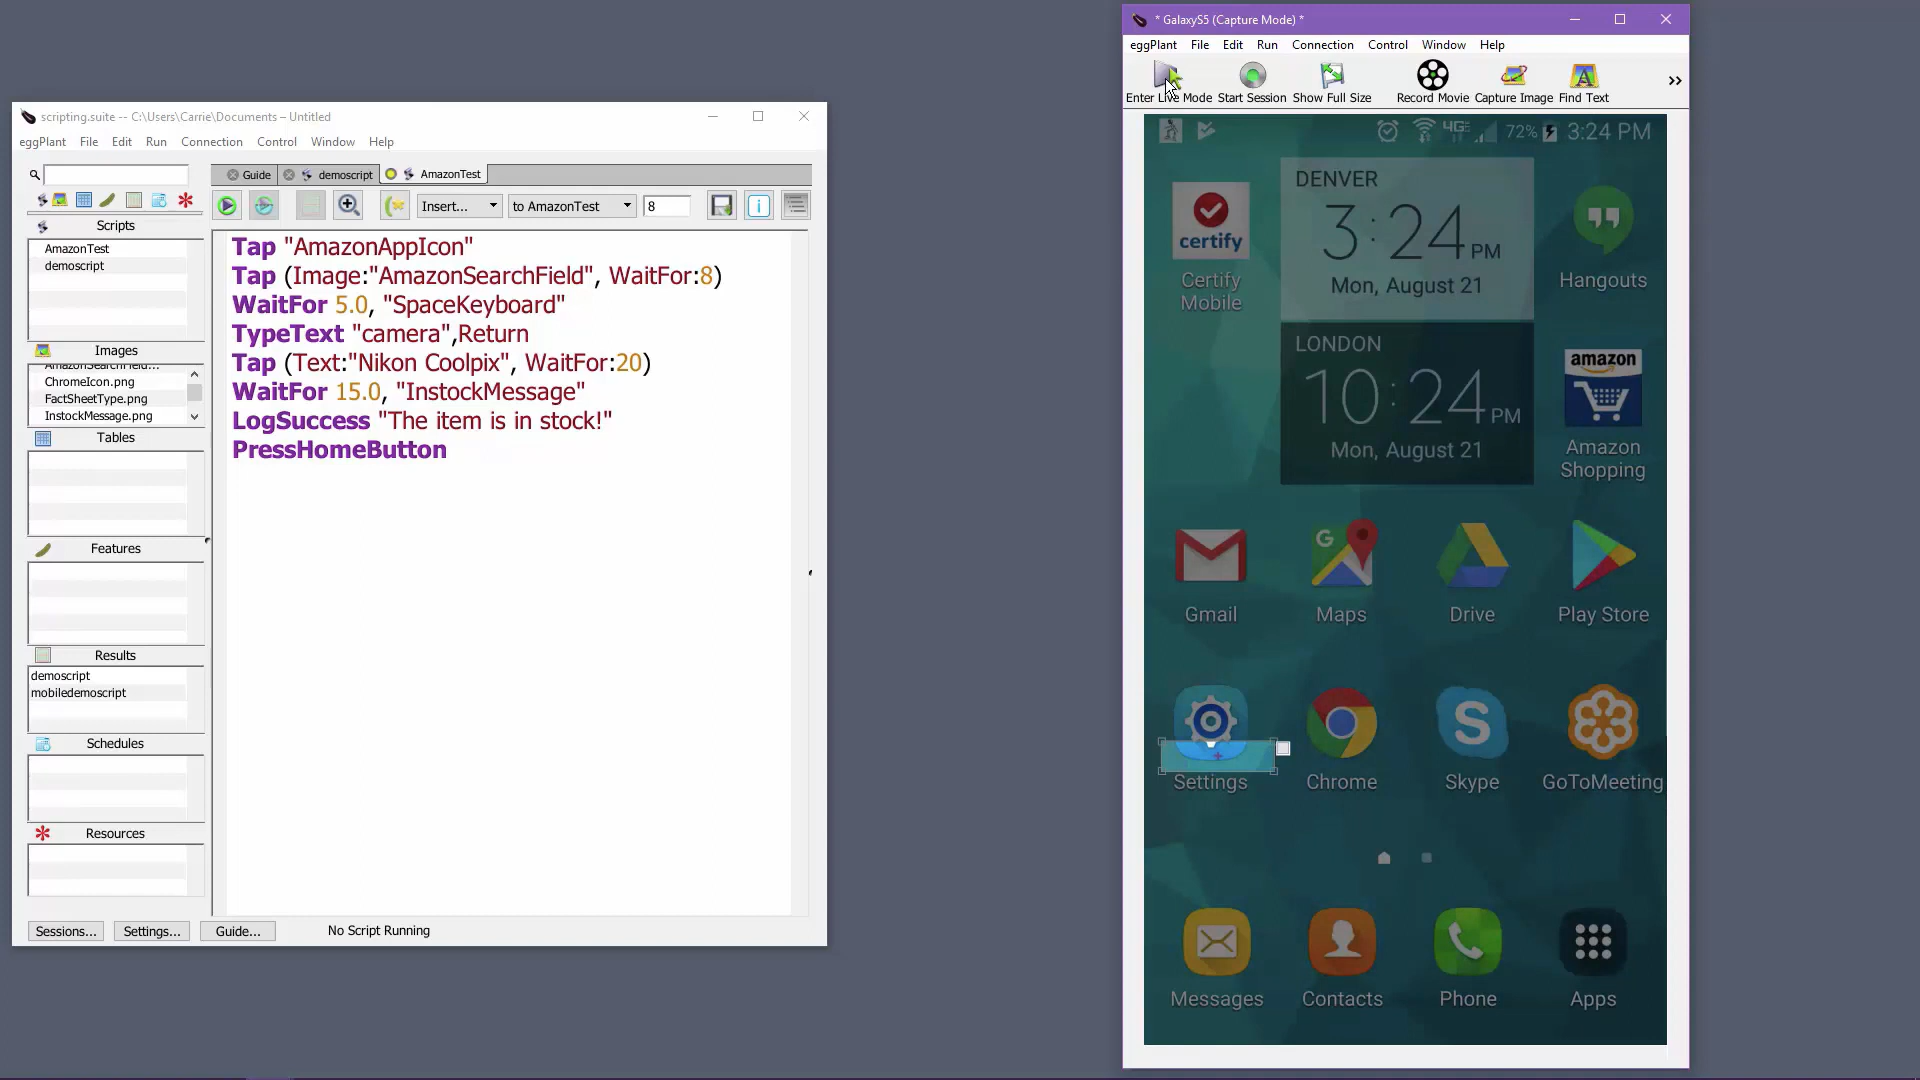 scripting.suite -- C:\Users\Carrie\Documents – Untitled
eggPlant File Edit Run Connection Control Window Help
Guide demoscript AmazonTest
Insert... to AmazonTest 8
Scripts
AmazonTest
demoscript
Images
AmazonSearchField...
ChromeIcon.png
FactSheetType.png
InstockMessage.png
Tables
Features
Results
demoscript
mobiledemoscript
Schedules
Resources
Tap "AmazonAppIcon"
Tap (Image:"AmazonSearchField", WaitFor:8)
WaitFor 5.0, "SpaceKeyboard"
TypeText "camera",Return
Tap (Text:"Nikon Coolpix", WaitFor:20)
WaitFor 15.0, "InstockMessage"
LogSuccess "The item is in stock!"
PressHomeButton
Sessions... Settings... Guide... No Script Running
* GalaxyS5 (Capture Mode) *
eggPlant File Edit Run Connection Control Window Help
Enter Live Mode Start Session Show Full Size Record Movie Capture Image Find Text
4GE 72% 3:24 PM
DENVER
3:24 PM
Mon, August 21
LONDON
10:24 PM
Mon, August 21
certify
Certify
Mobile
Hangouts
amazon
Amazon
Shopping
Gmail Maps Drive Play Store
Settings Chrome Skype GoToMeeting
Messages Contacts Phone Apps